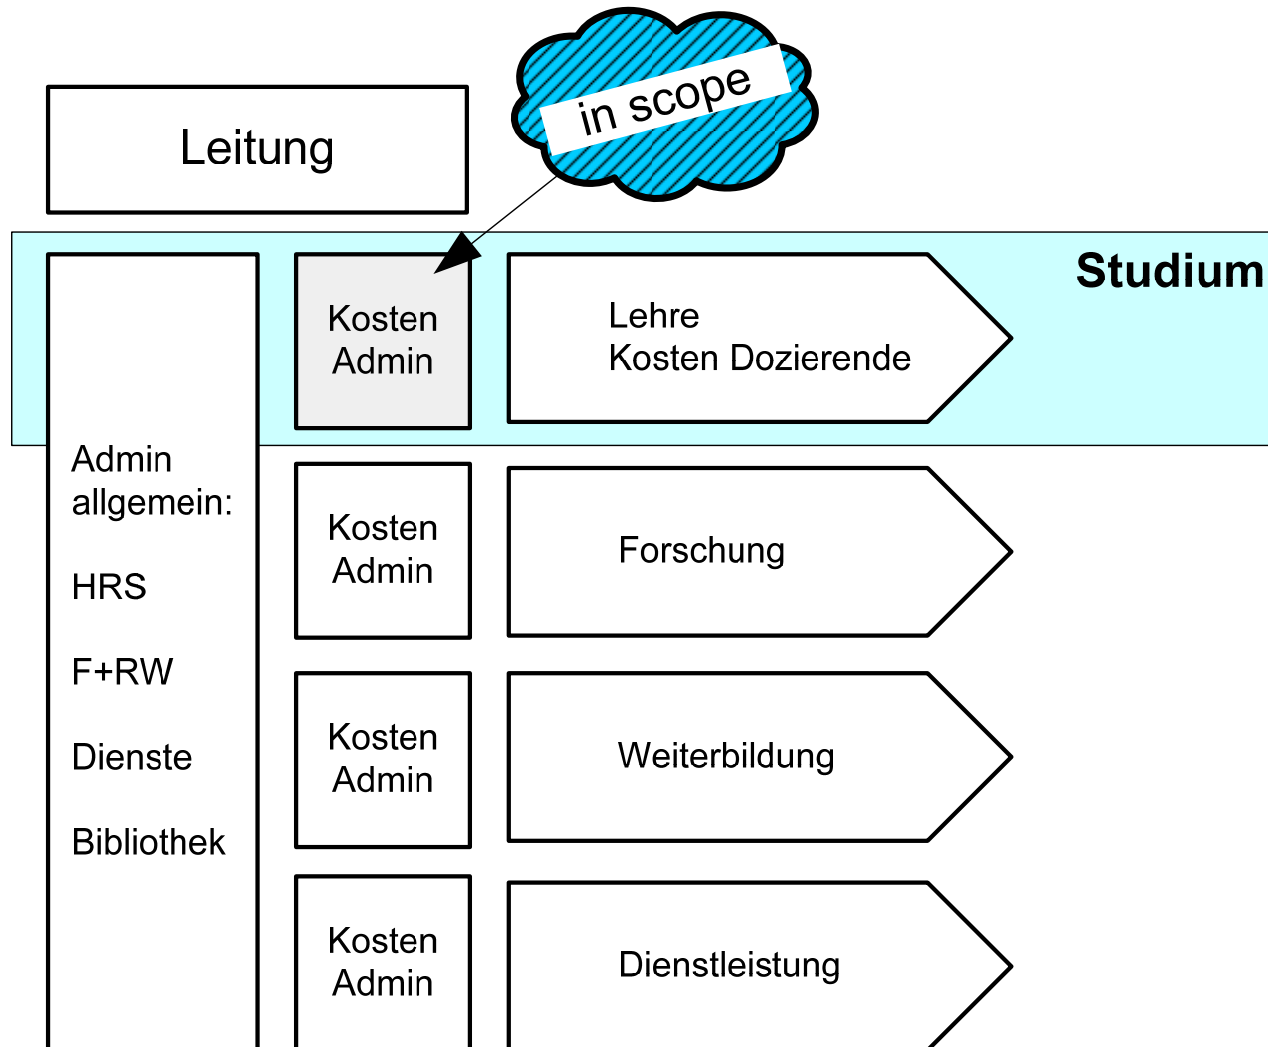 in scope
Leitung
Studium
Kosten
Admin
Lehre
Kosten Dozierende
Admin
allgemein:
HRS
F+RW
Dienste
Bibliothek
Kosten
Admin
Forschung
Kosten
Admin
Weiterbildung
Kosten
Admin
Dienstleistung